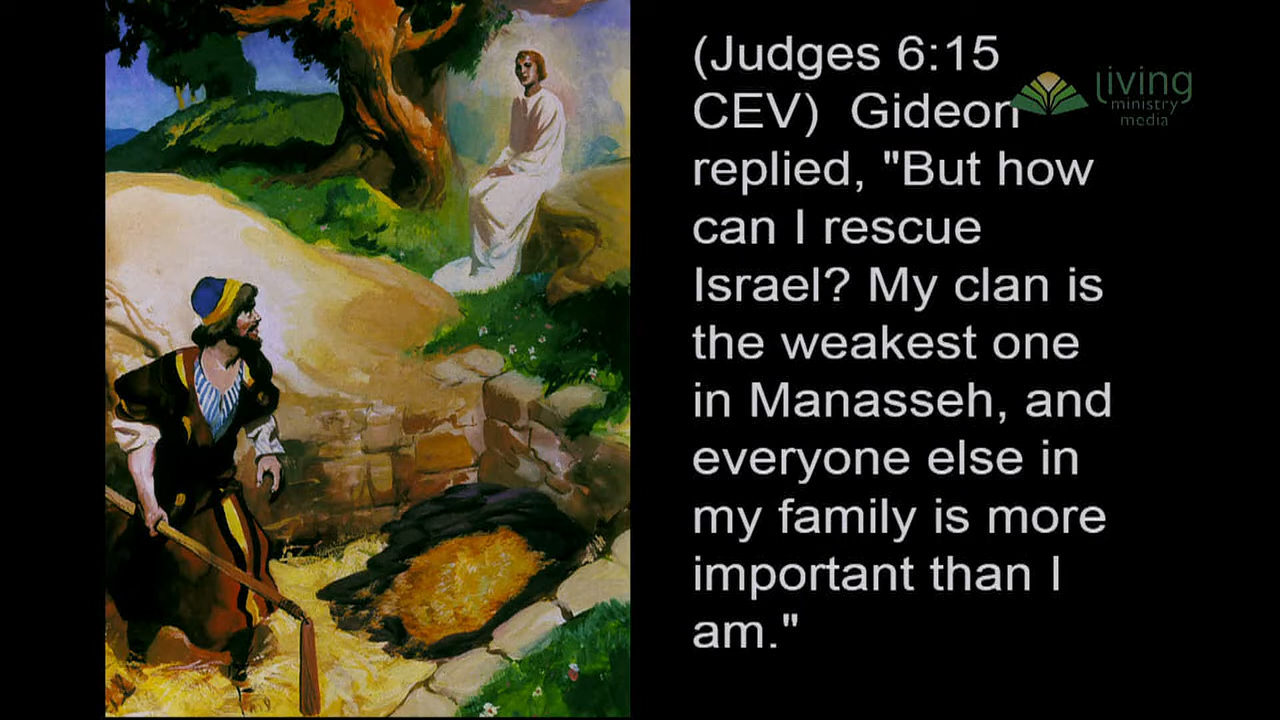 (Judges 6:15
CEV)  Gideon
replied, "But how
can I rescue
Israel? My clan is
the weakest one
in Manasseh, and
everyone else in
my family is more
important than I
am."
living
ministry
media